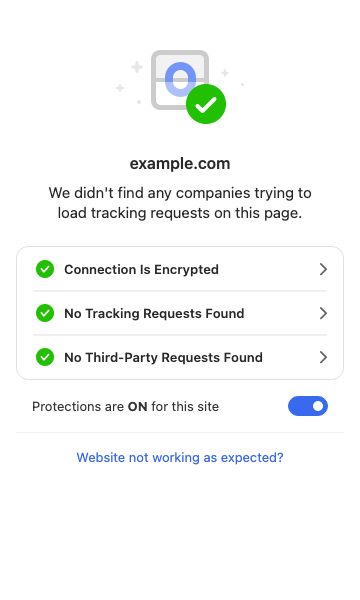 0
example.com
We didn't find any companies trying to
load tracking requests on this page.
Connection Is Encrypted
No Tracking Requests Found
No Third-Party Requests Found
Protections are ON for this site
Website not working as expected?